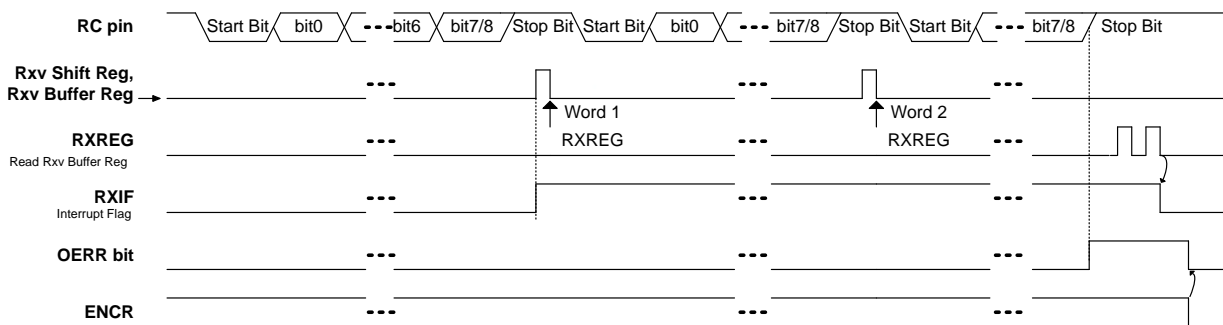 RC pin Start Bit bit0 bit6 bit7/8 Stop Bit Start Bit bit0 bit7/8 Stop Bit Start Bit bit7/8 Stop Bit
Rxv Shift Reg,
Rxv Buffer Reg
Word 1 Word 2
RXREG RXREG RXREG
Read Rxv Buffer Reg
RXIF
Interrupt Flag
OERR bit
ENCR